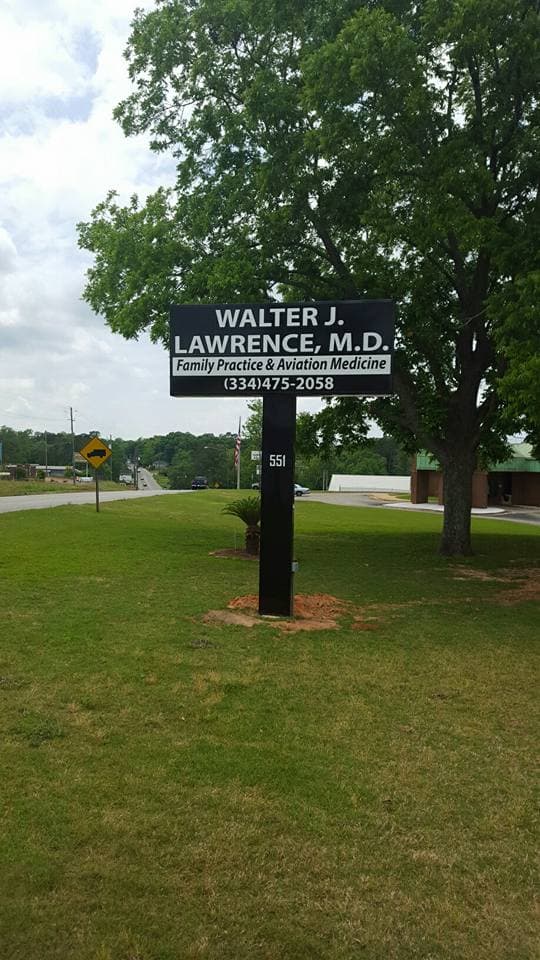 WALTER J.
LAWRENCE, M.D.
Family Practice & Aviation Medicine
(334)475-2058
551